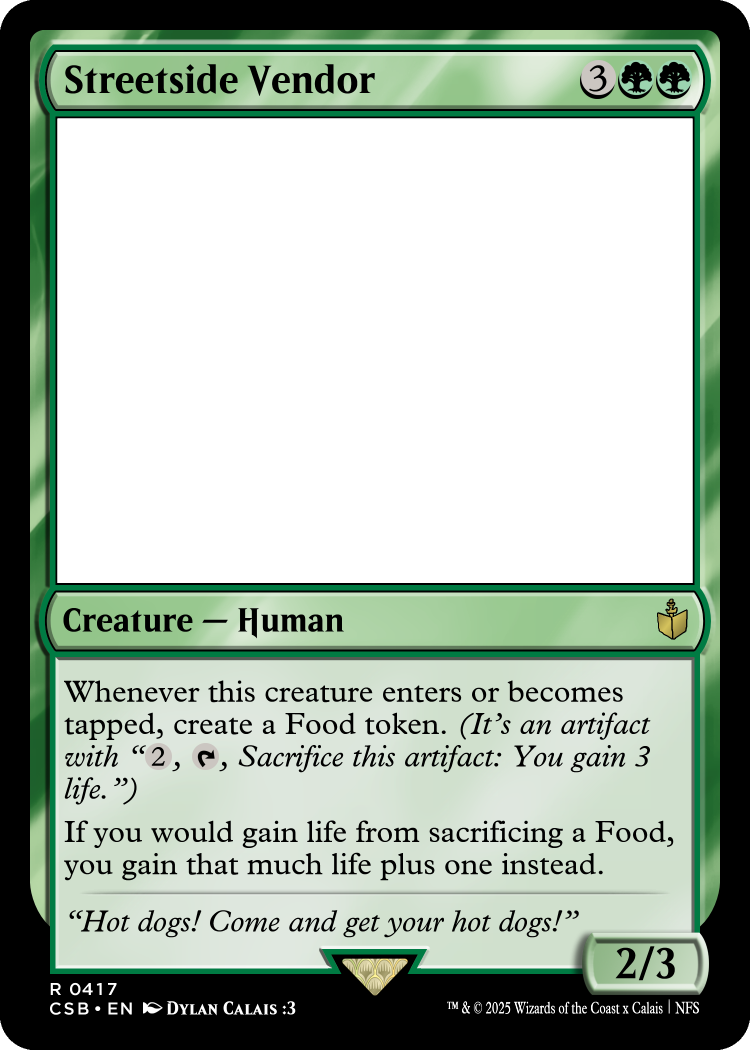 Streetside Vendor 3
Creature — Human
Whenever this creature enters or becomes
tapped, create a Food token. (It's an artifact
with “2, , Sacrifice this artifact: You gain 3
life.”)
If you would gain life from sacrificing a Food,
you gain that much life plus one instead.
“Hot dogs! Come and get your hot dogs!”
2/3
R 0417
CSB • EN DYLAN CALAIS :3
™ & © 2025 Wizards of the Coast x Calais | NFS